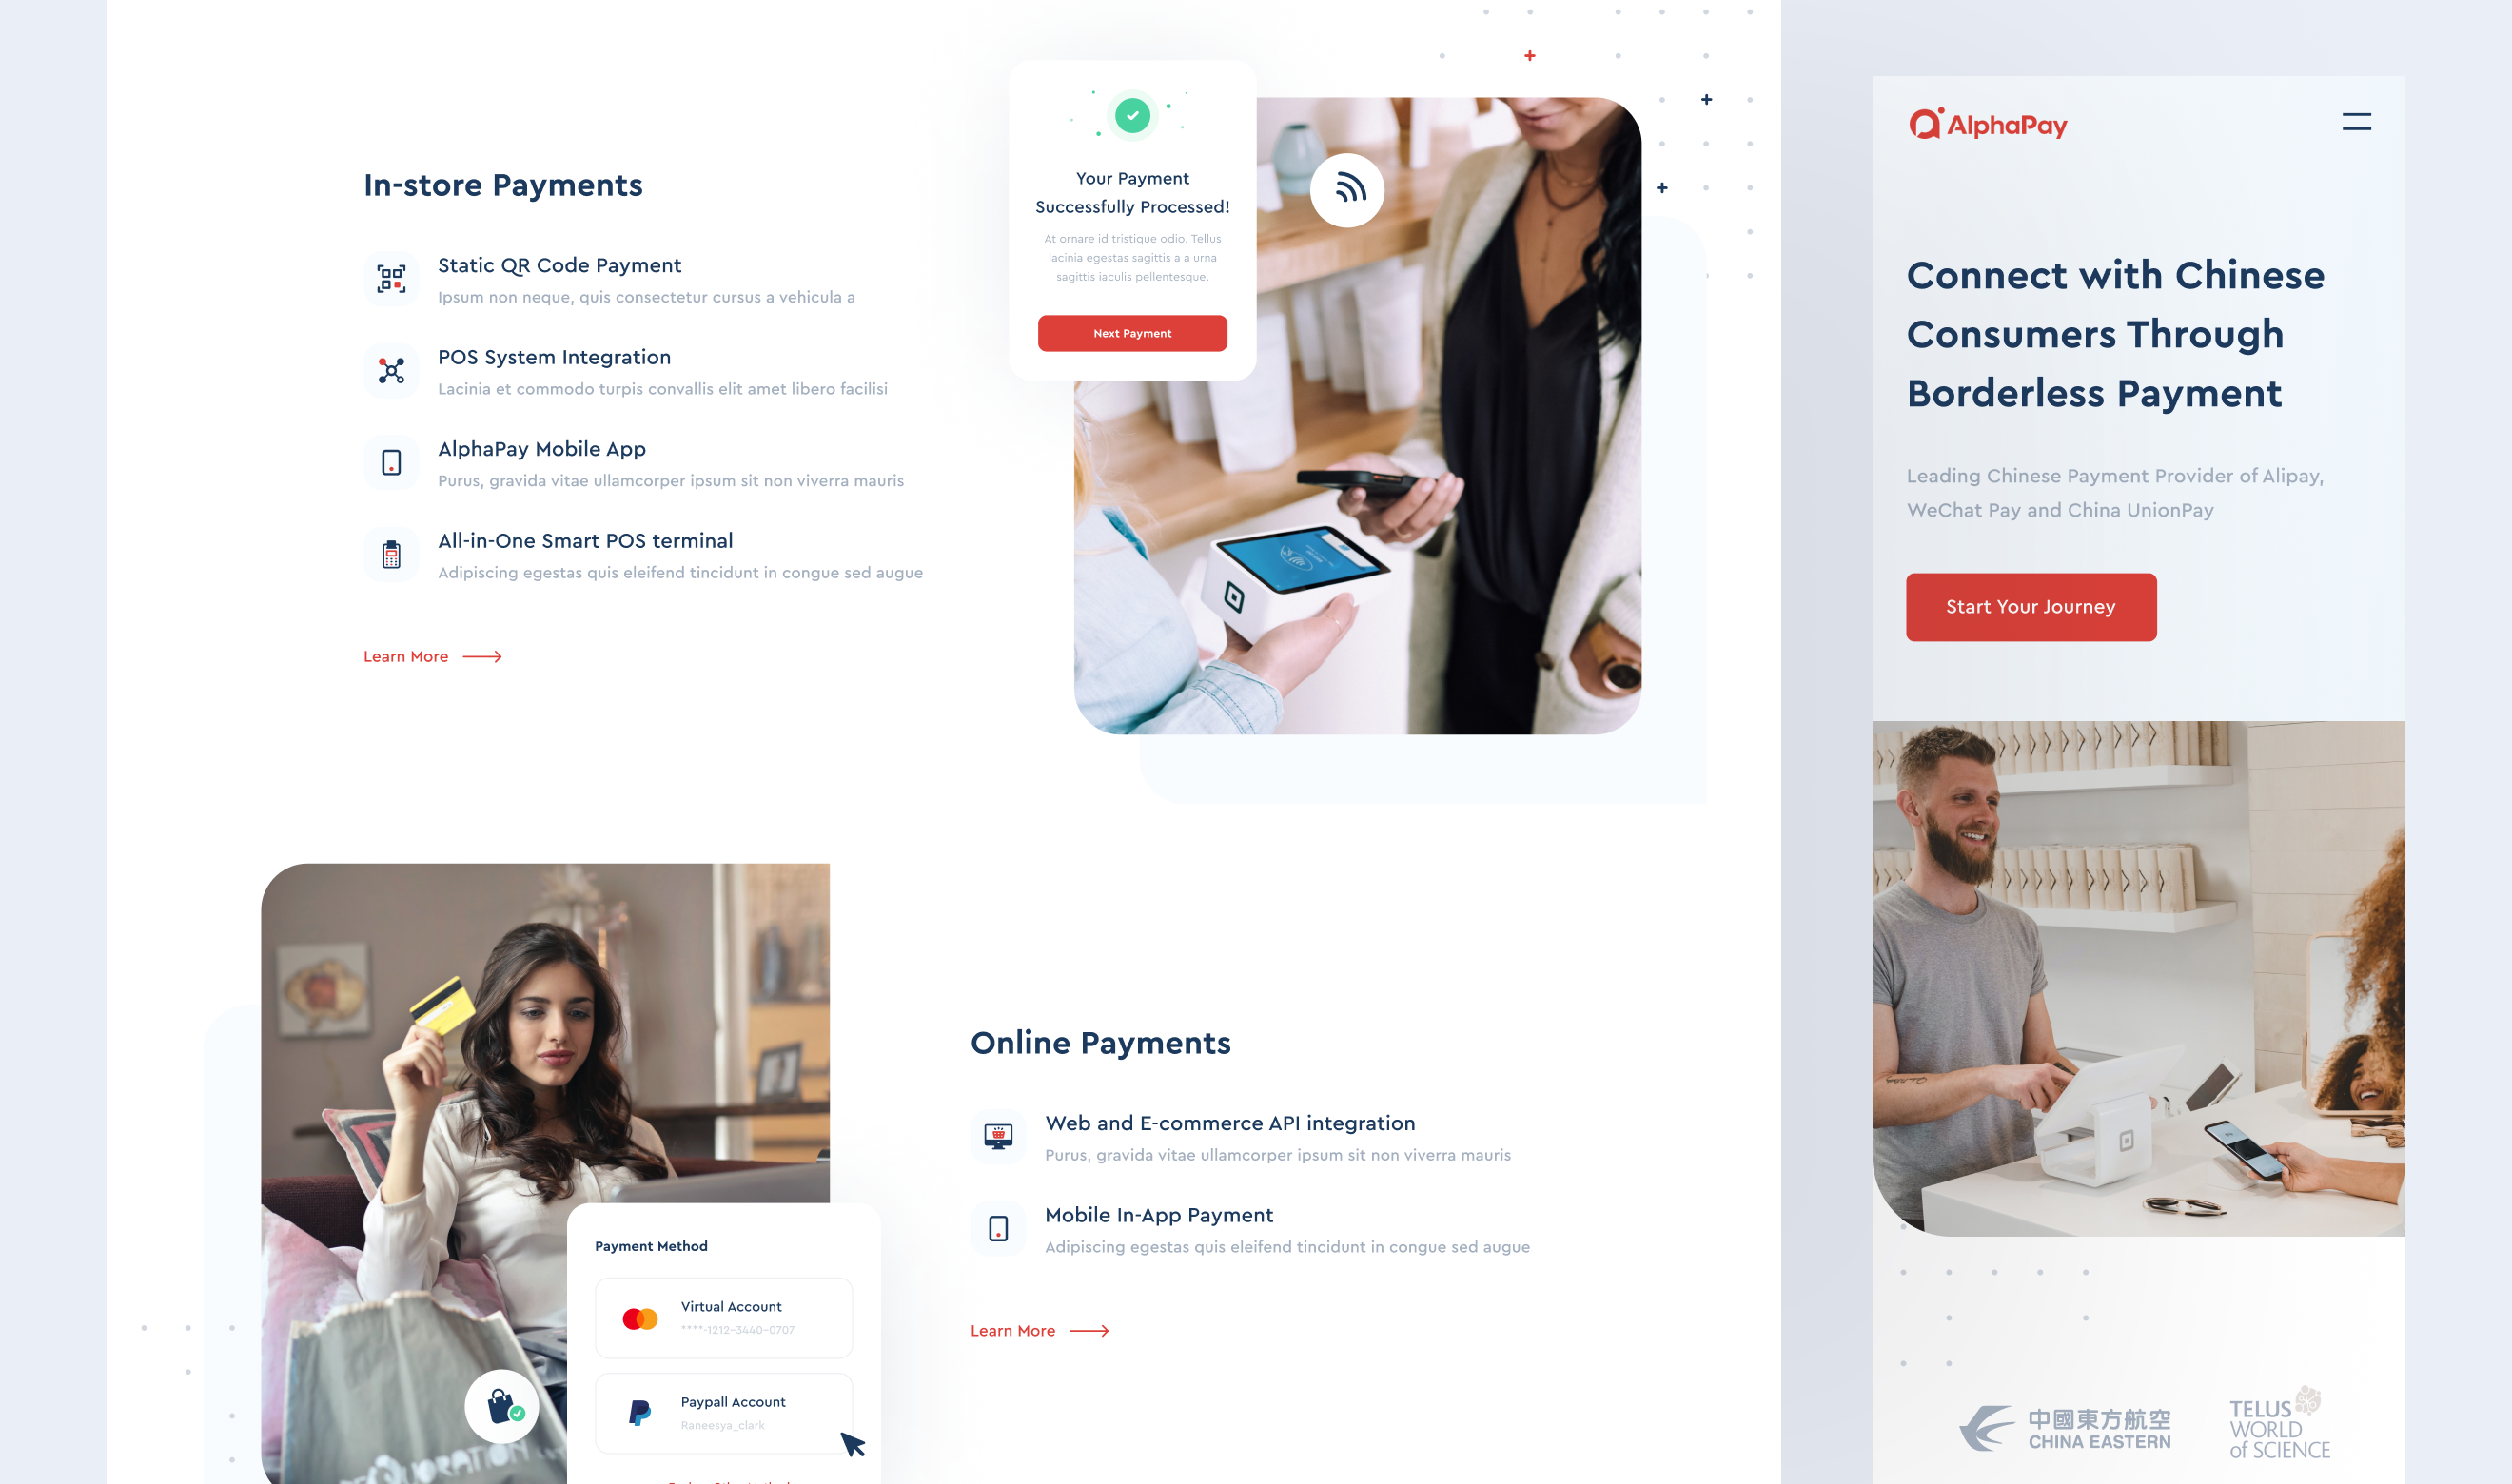 In-store Payments
Static QR Code Payment
Ipsum non neque, quis consectetur cursus a vehicula a
POS System Integration
Lacinia et commodo turpis convallis elit amet libero facilisi
AlphaPay Mobile App
Purus, gravida vitae ullamcorper ipsum sit non viverra mauris
All-in-One Smart POS terminal
Adipiscing egestas quis eleifend tincidunt in congue sed augue
Learn More
Your Payment
Successfully Processed!
At ornare id tristique odio. Tellus
lacinia egestas sagittis a a urna
sagittis iaculis pellentesque.
Next Payment
Payment Method
Virtual Account
****-1212-3440-0707
Paypall Account
Raneesya_clark
Online Payments
Web and E-commerce API integration
Purus, gravida vitae ullamcorper ipsum sit non viverra mauris
Mobile In-App Payment
Adipiscing egestas quis eleifend tincidunt in congue sed augue
Learn More
AlphaPay
Connect with Chinese
Consumers Through
Borderless Payment
Leading Chinese Payment Provider of Alipay,
WeChat Pay and China UnionPay
Start Your Journey
中國東方航空
CHINA EASTERN
TELUS
WORLD
of SCIENCE